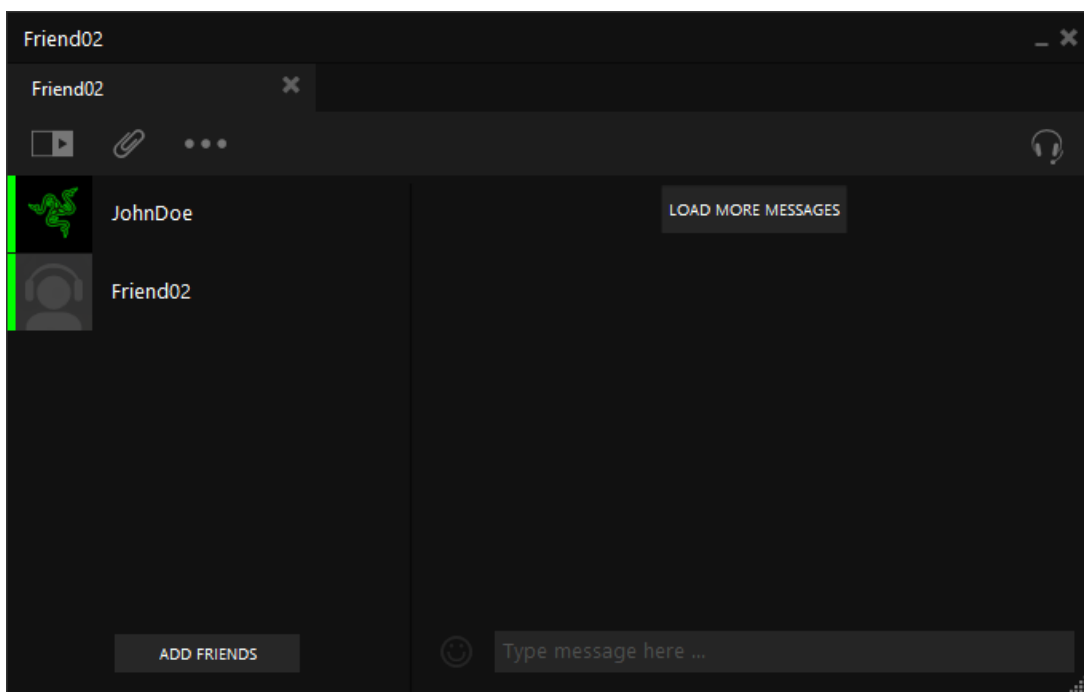 Friend02
Friend02
JohnDoe
LOAD MORE MESSAGES
Friend02
ADD FRIENDS
Type message here ...